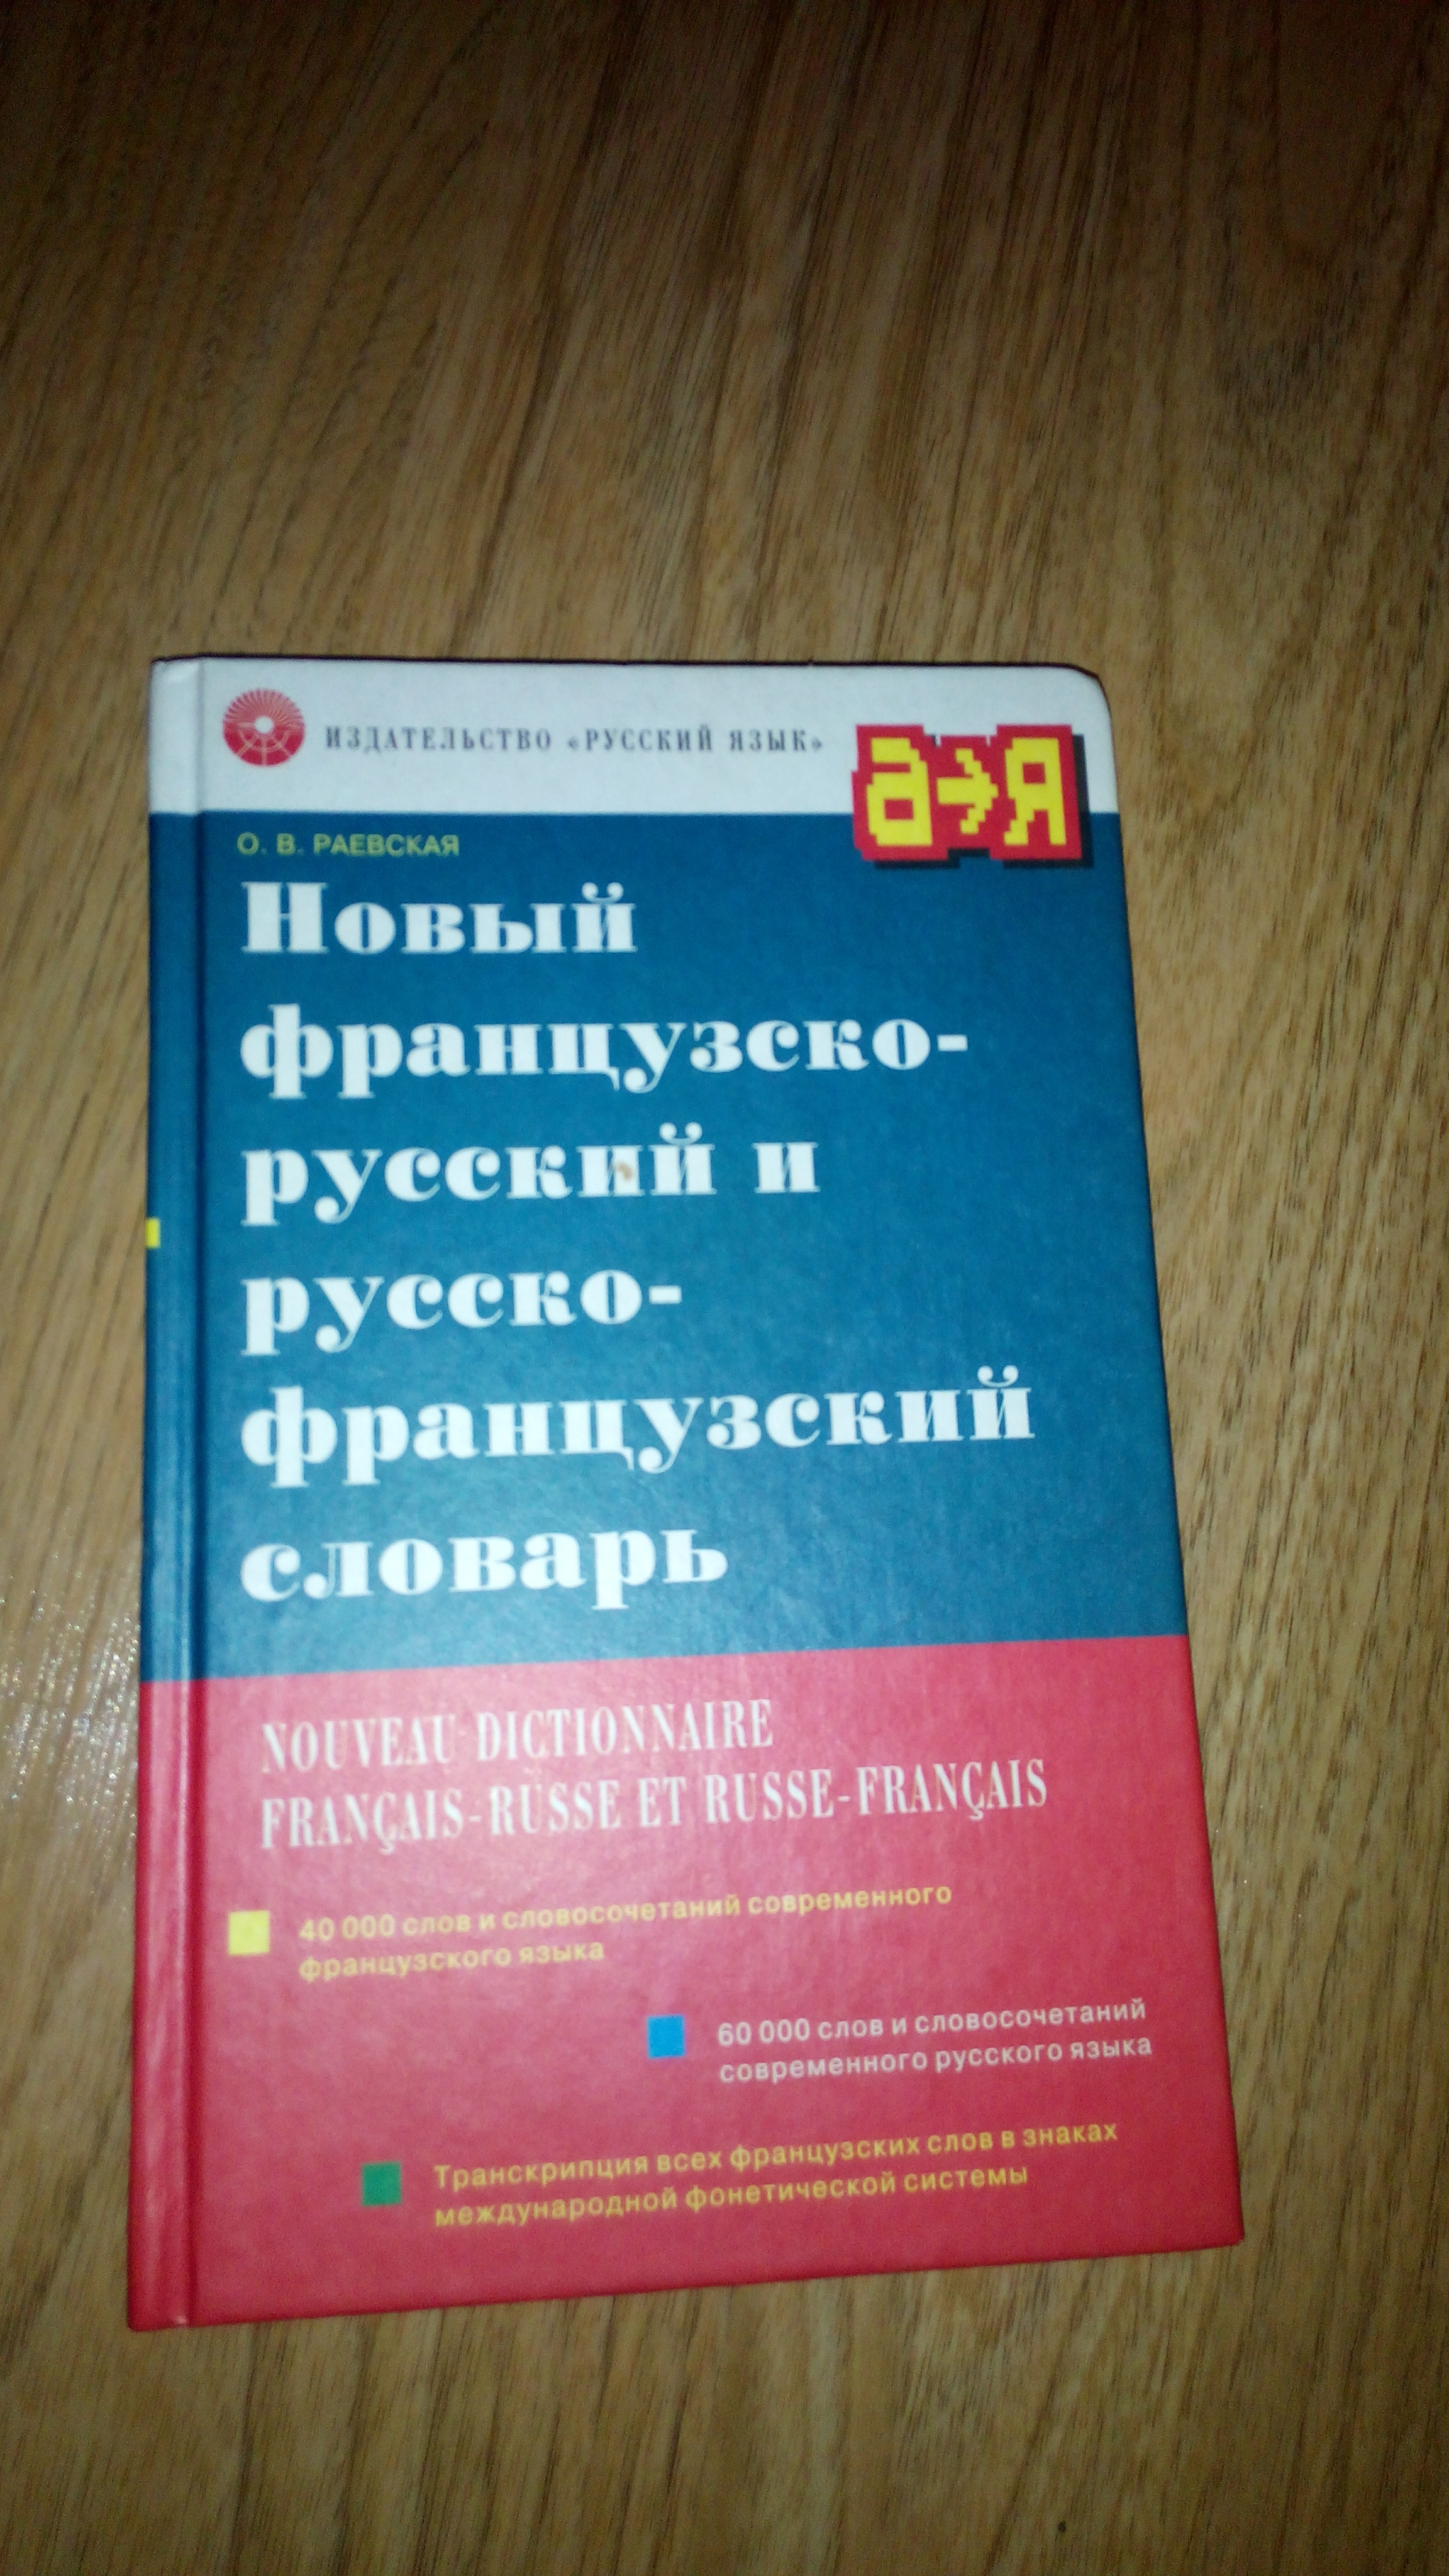 ИЗДАТЕЛЬСТВО «РУССКИЙ ЯЗЫК»
а→Я
О. В. РАЕВСКАЯ
Новый
французско-
русский и
русско-
французский
словарь
NOUVEAU DICTIONNAIRE
FRANÇAIS-RUSSE ET RUSSE-FRANÇAIS
40 000 слов и словосочетаний современного
французского языка
60 000 слов и словосочетаний
современного русского языка
Транскрипция всех французских слов в знаках
международной фонетической системы